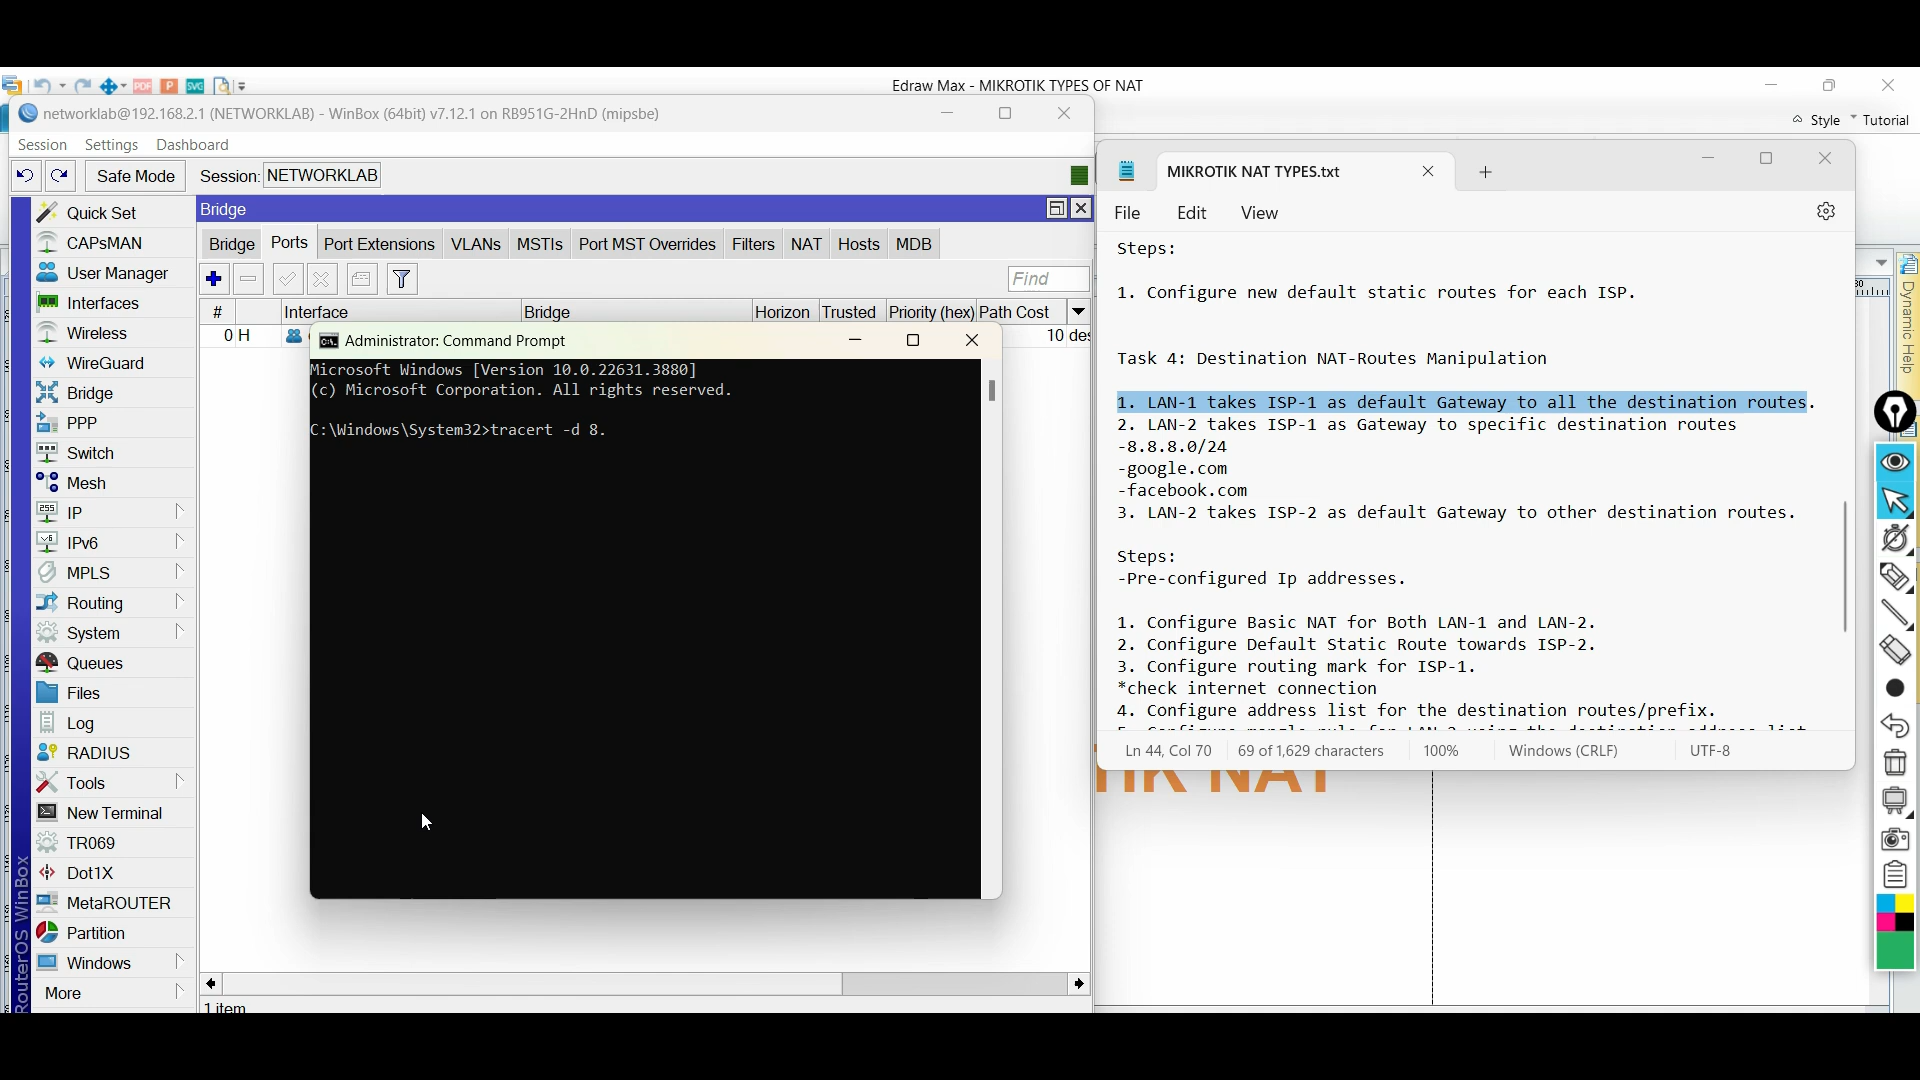 Edraw Max - MIKROTIK TYPES OF NAT
networklab@192.168.2.1 (NETWORKLAB) - WinBox (64bit) v7.12.1 on RB951G-2HnD (mipsbe)
Style Tutorial
Session Settings Dashboard
Safe Mode Session: NETWORKLAB
Bridge
Bridge Ports Port Extensions VLANs MSTIs Port MST Overrides Filters NAT Hosts MDB
Find
# Interface Bridge Horizon Trusted Priority (hex) Path Cost
0 H 10 des
Quick Set
CAPsMAN
User Manager
Interfaces
Wireless
WireGuard
Bridge
PPP
Switch
Mesh
IP
IPv6
MPLS
Routing
System
Queues
Files
Log
RADIUS
Tools
New Terminal
TR069
Dot1X
MetaROUTER
Partition
Windows
More
RouterOS WinBox
1 item
Administrator: Command Prompt
Microsoft Windows [Version 10.0.22631.3880]
(c) Microsoft Corporation. All rights reserved.
C:\Windows\System32>tracert -d 8.
MIKROTIK NAT TYPES.txt
File Edit View
Steps:
1. Configure new default static routes for each ISP.
Task 4: Destination NAT-Routes Manipulation
1. LAN-1 takes ISP-1 as default Gateway to all the destination routes.
2. LAN-2 takes ISP-1 as Gateway to specific destination routes
-8.8.8.0/24
-google.com
-facebook.com
3. LAN-2 takes ISP-2 as default Gateway to other destination routes.
Steps:
-Pre-configured Ip addresses.
1. Configure Basic NAT for Both LAN-1 and LAN-2.
2. Configure Default Static Route towards ISP-2.
3. Configure routing mark for ISP-1.
*check internet connection
4. Configure address list for the destination routes/prefix.
Ln 44, Col 70 69 of 1,629 characters 100% Windows (CRLF) UTF-8
Dynamic Help